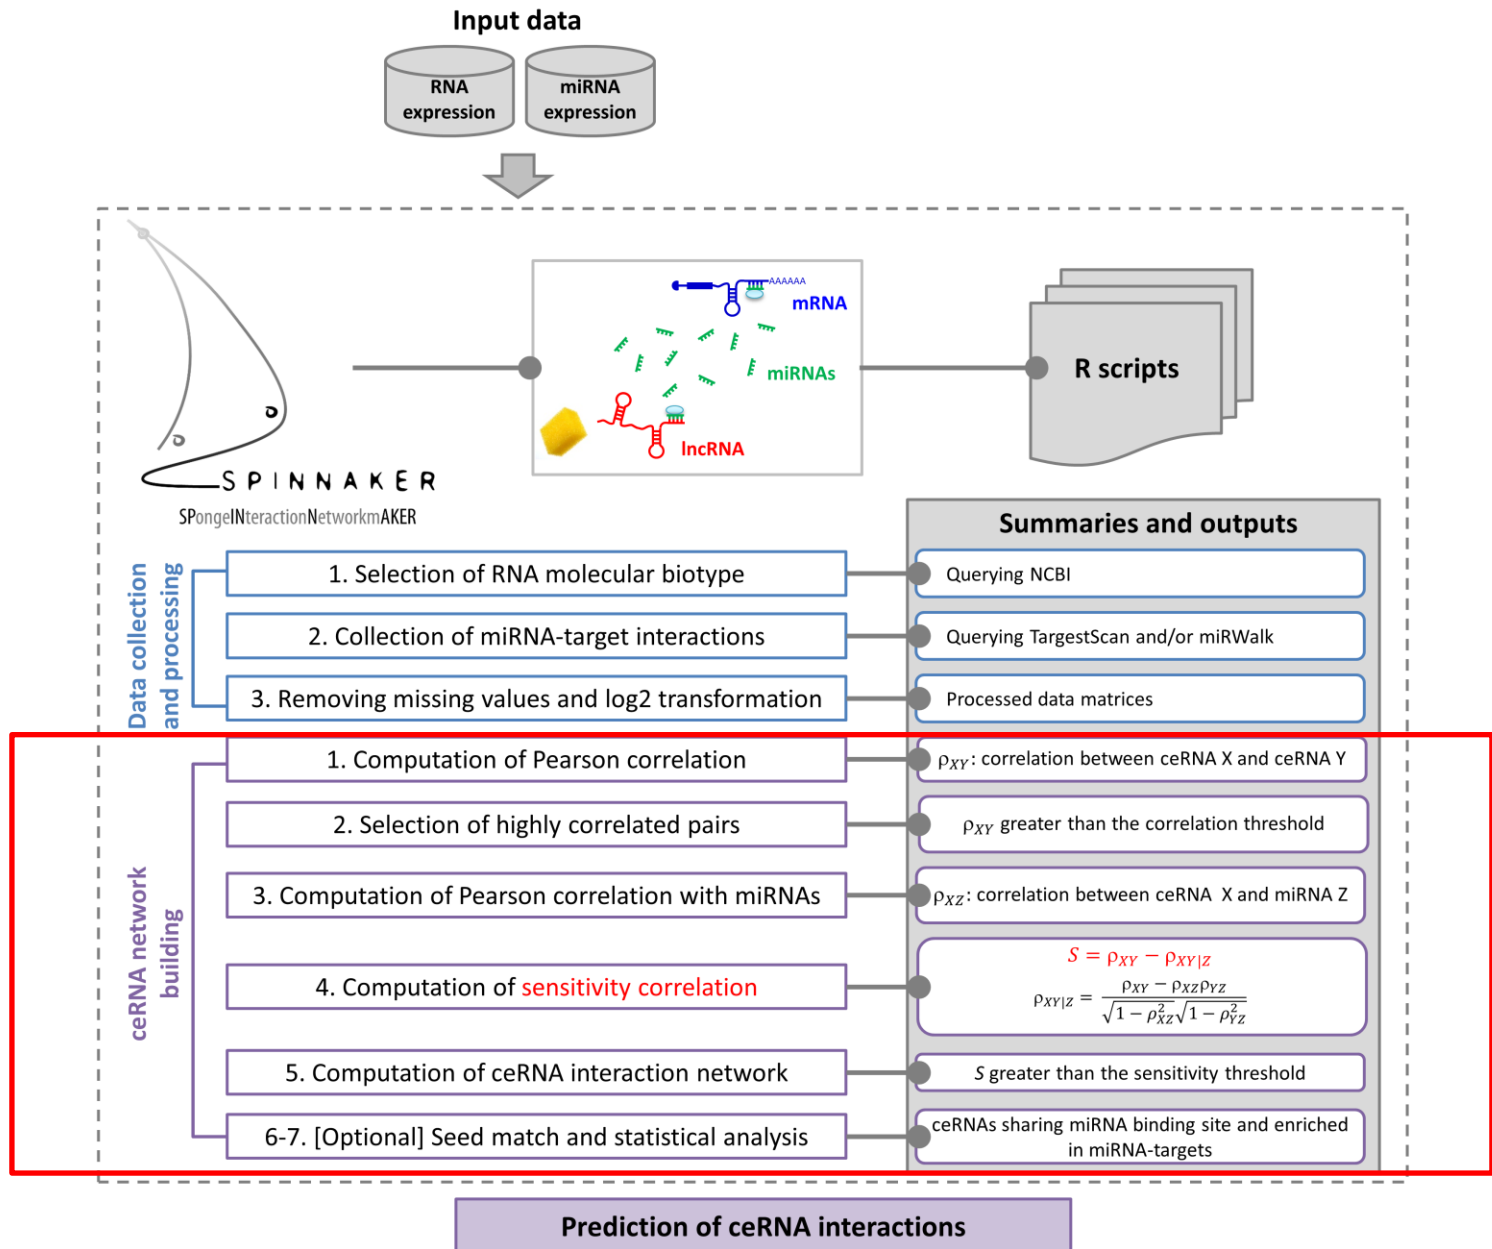 Input data
RNA
expression
miRNA
expression
AAAAAA
mRNA
miRNAs
lncRNA
R scripts
SPINNAKER
SPongeINteractionNetworkmAKER
Summaries and outputs
Data collection
and processing
1. Selection of RNA molecular biotype
Querying NCBI
2. Collection of miRNA-target interactions
Querying TargestScan and/or miRWalk
3. Removing missing values and log2 transformation
Processed data matrices
ceRNA network
building
1. Computation of Pearson correlation
ρXY: correlation between ceRNA X and ceRNA Y
2. Selection of highly correlated pairs
ρXY greater than the correlation threshold
3. Computation of Pearson correlation with miRNAs
ρXZ: correlation between ceRNA X and miRNA Z
4. Computation of sensitivity correlation
S = ρXY − ρXY|Z
ρXY|Z = (ρXY − ρXZρYZ) / (√(1 − ρ²XZ) √(1 − ρ²YZ))
5. Computation of ceRNA interaction network
S greater than the sensitivity threshold
6-7. [Optional] Seed match and statistical analysis
ceRNAs sharing miRNA binding site and enriched
in miRNA-targets
Prediction of ceRNA interactions